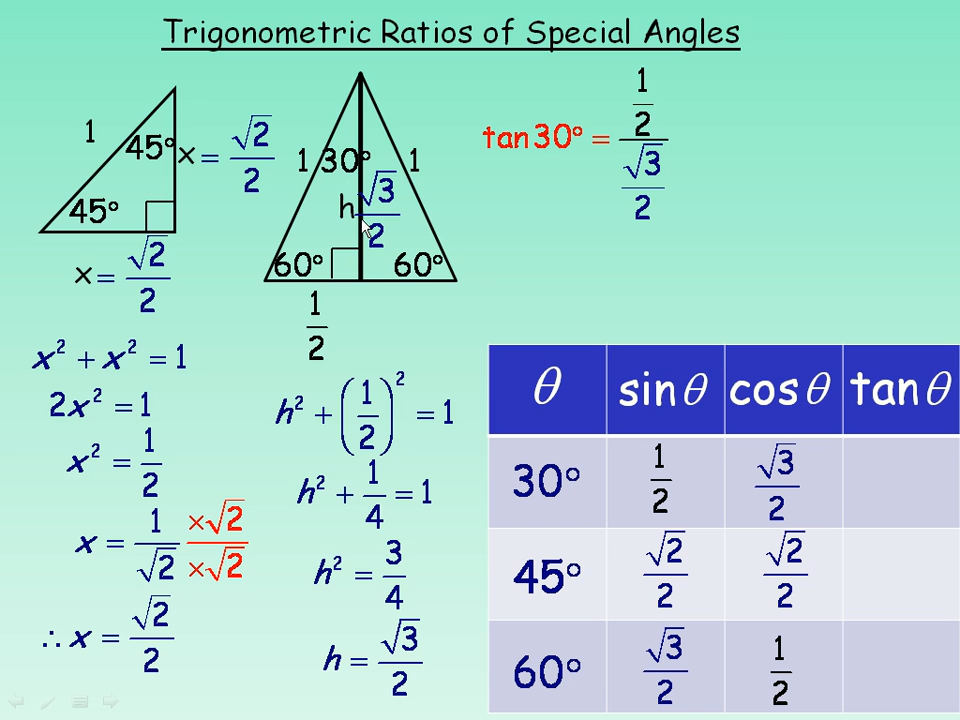 Trigonometric Ratios of Special Angles
1
45°
45°
x = √2/2
x = √2/2
1 30° 1
h √3/2
60° 60°
1/2
tan30° = (1/2)/(√3/2)
x² + x² = 1
2x² = 1
x² = 1/2
x = 1/√2 ×√2/×√2
∴ x = √2/2
h² + (1/2)² = 1
h² + 1/4 = 1
h² = 3/4
h = √3/2
θ sinθ cosθ tanθ
30° 1/2 √3/2
45° √2/2 √2/2
60° √3/2 1/2